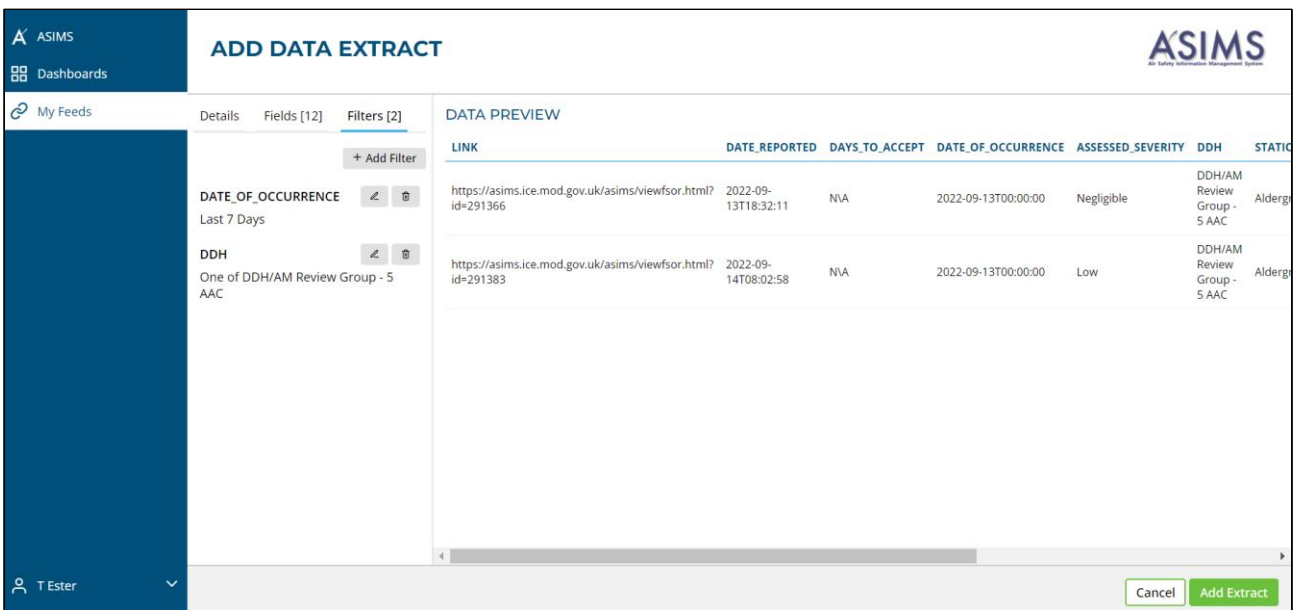 ASIMS
Dashboards
My Feeds
T Ester
ADD DATA EXTRACT
ASIMS
Air Safety Information Management System
Details Fields [12] Filters [2]
+ Add Filter
DATE_OF_OCCURRENCE
Last 7 Days
DDH
One of DDH/AM Review Group - 5
AAC
DATA PREVIEW
LINK DATE_REPORTED DAYS_TO_ACCEPT DATE_OF_OCCURRENCE ASSESSED_SEVERITY DDH STATIO
https://asims.ice.mod.gov.uk/asims/viewfsor.html?
id=291366
2022-09-
13T18:32:11
N\A
2022-09-13T00:00:00
Negligible
DDH/AM
Review
Group -
5 AAC
Aldergr
https://asims.ice.mod.gov.uk/asims/viewfsor.html?
id=291383
2022-09-
14T08:02:58
N\A
2022-09-13T00:00:00
Low
DDH/AM
Review
Group -
5 AAC
Aldergr
Cancel
Add Extract